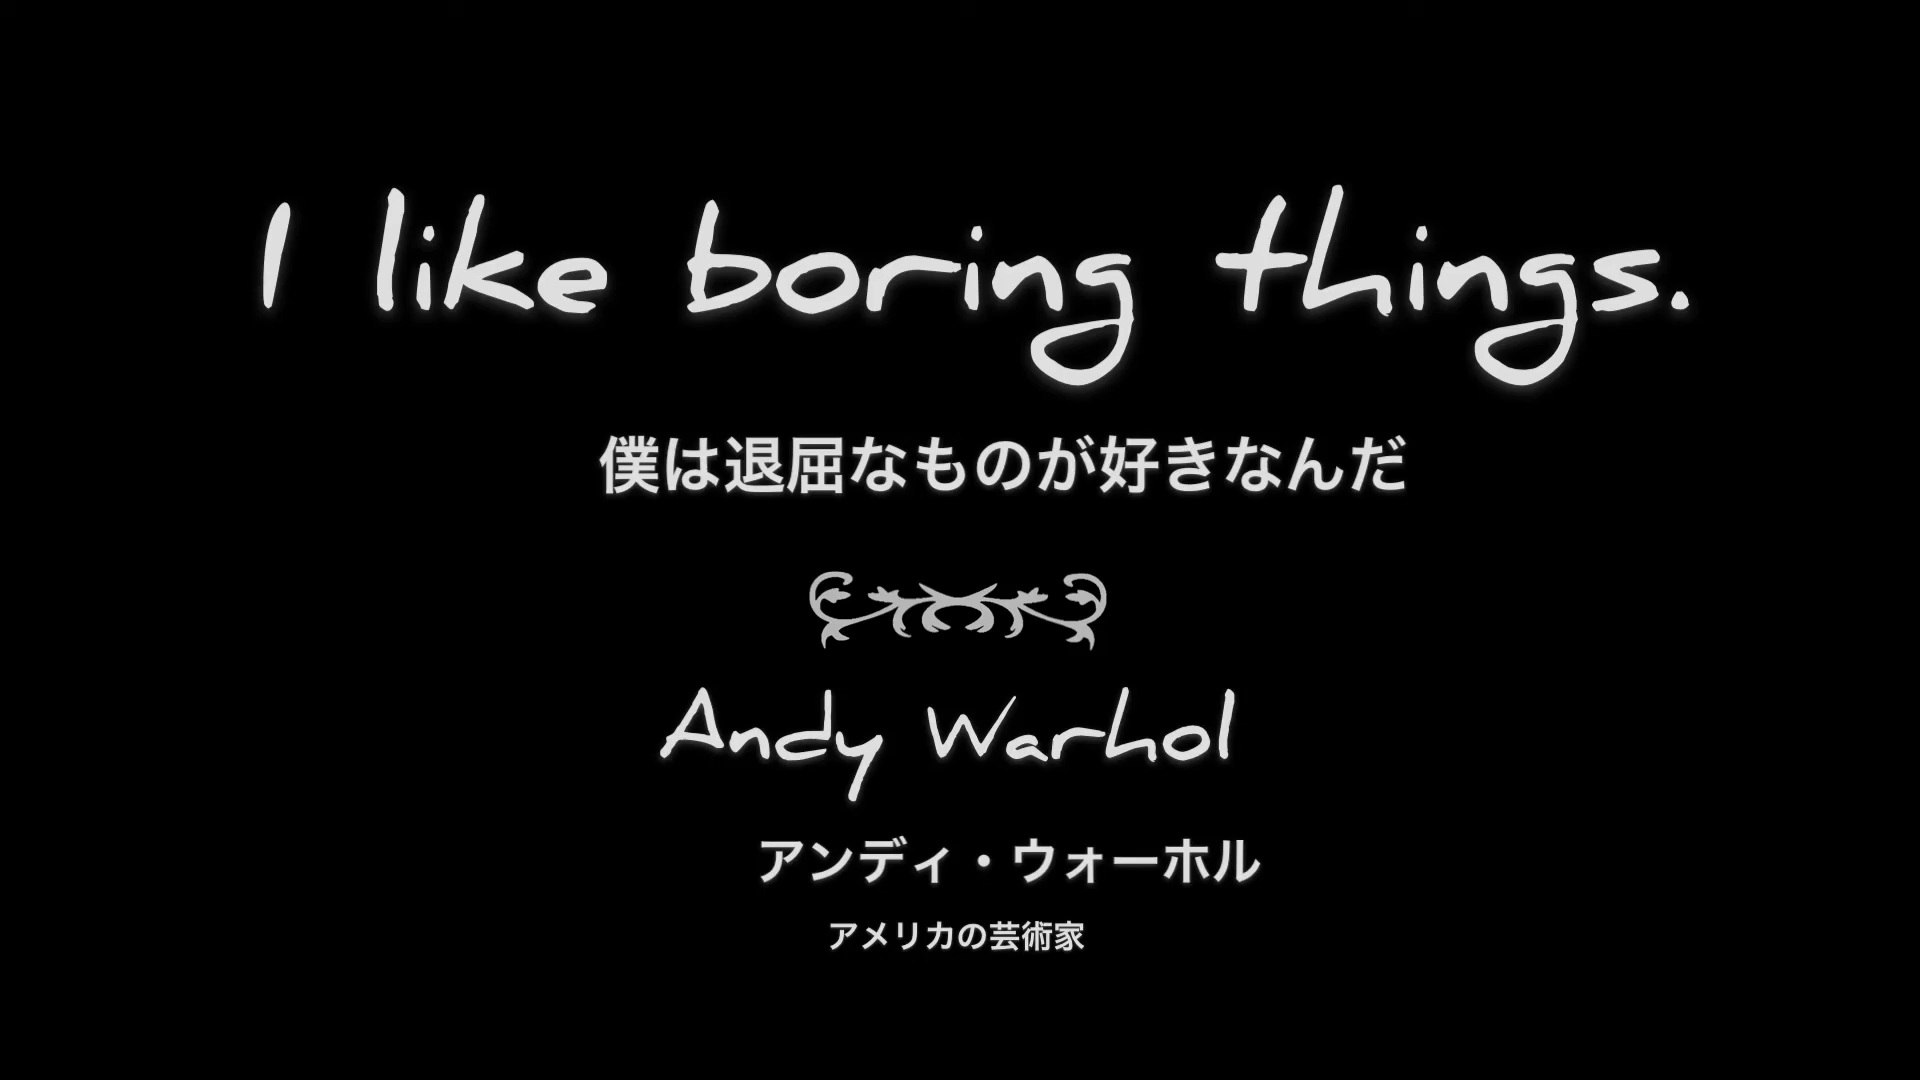 I like boring things.
僕は退屈なものが好きなんだ
Andy Warhol
アンディ・ウォーホル
アメリカの芸術家